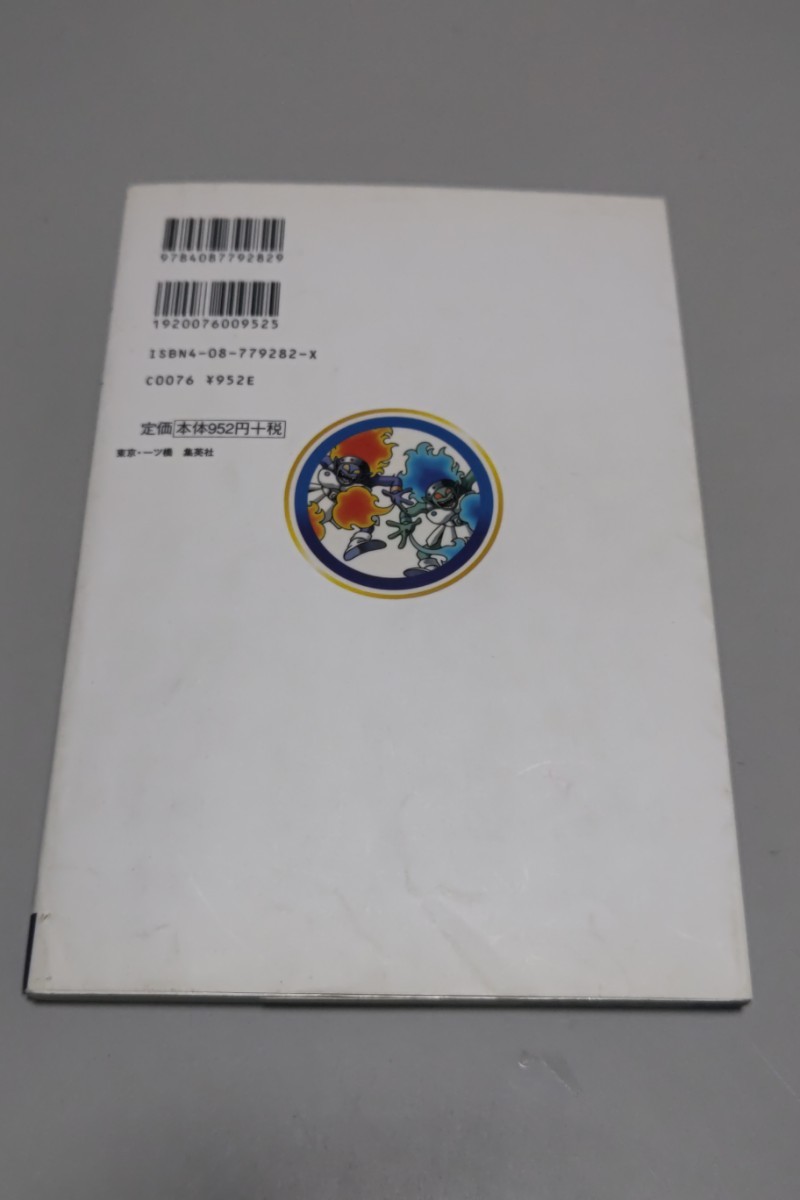 9784087792829
1920076009525
ISBN4-08-779282-X
C0076 ¥952E
定価 本体952円+税
東京・一ツ橋 集英社